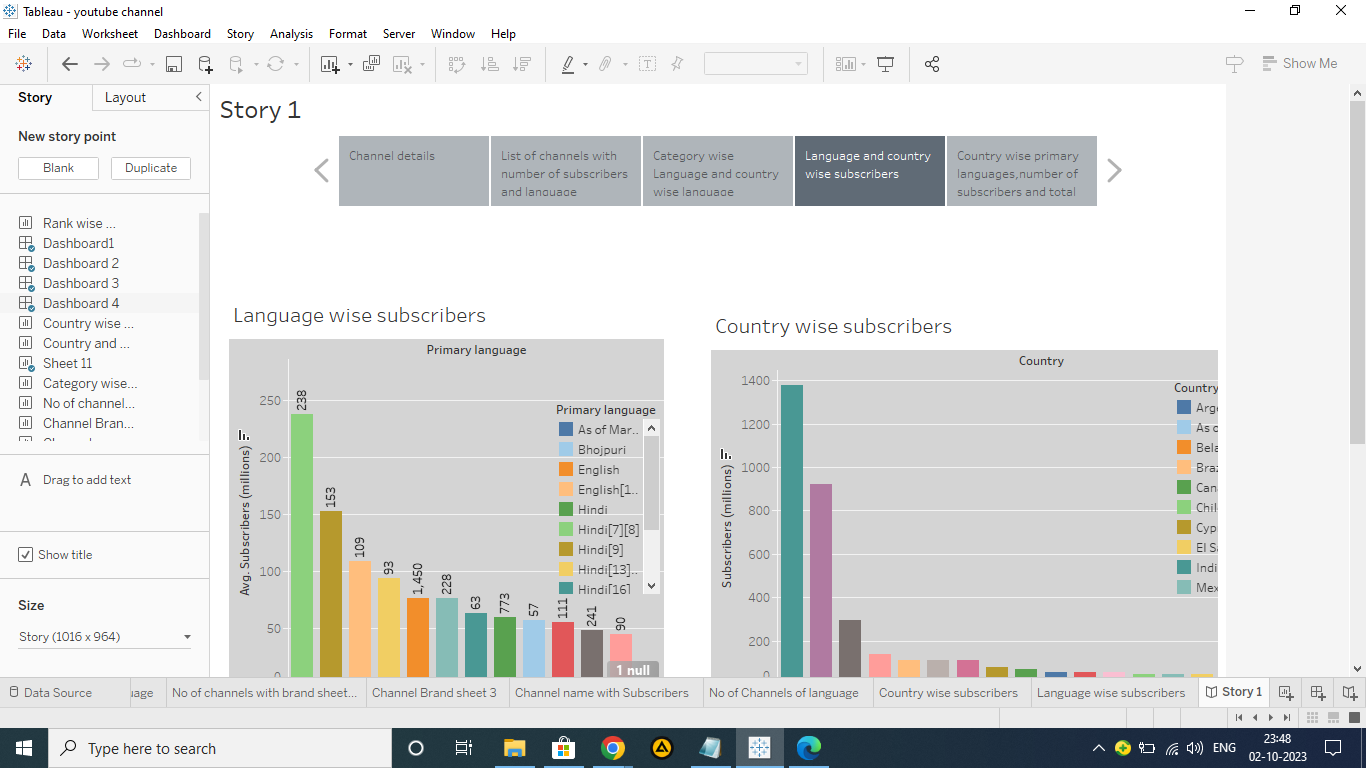 Tableau - youtube channel
File Data Worksheet Dashboard Story Analysis Format Server Window Help
Show Me
Story Layout
New story point
Blank Duplicate
Rank wise ...
Dashboard1
Dashboard 2
Dashboard 3
Dashboard 4
Country wise ...
Country and ...
Sheet 11
Category wise...
No of channel...
Channel Bran...
Drag to add text
Show title
Size
Story (1016 x 964)
Story 1
Channel details
List of channels with
number of subscribers
and language
Category wise
Language and country
wise language
Language and country
wise subscribers
Country wise primary
languages,number of
subscribers and total
Language wise subscribers
Primary language
Avg. Subscribers (millions)
250
200
150
100
50
0
238
153
109
93
1,450
228
63
773
57
111
241
90
Primary language
As of Mar..
Bhojpuri
English
English[1..
Hindi
Hindi[7][8]
Hindi[9]
Hindi[13]..
Hindi[16]
1 null
Country wise subscribers
Country
Subscribers (millions)
1400
1200
1000
800
600
400
200
0
Country
Arge
As o
Bela
Braz
Can
Chil
Cyp
El Sa
Indi
Mex
Data Source
uage
No of channels with brand sheet...
Channel Brand sheet 3
Channel name with Subscribers
No of Channels of language
Country wise subscribers
Language wise subscribers
Story 1
Type here to search
ENG
23:48
02-10-2023